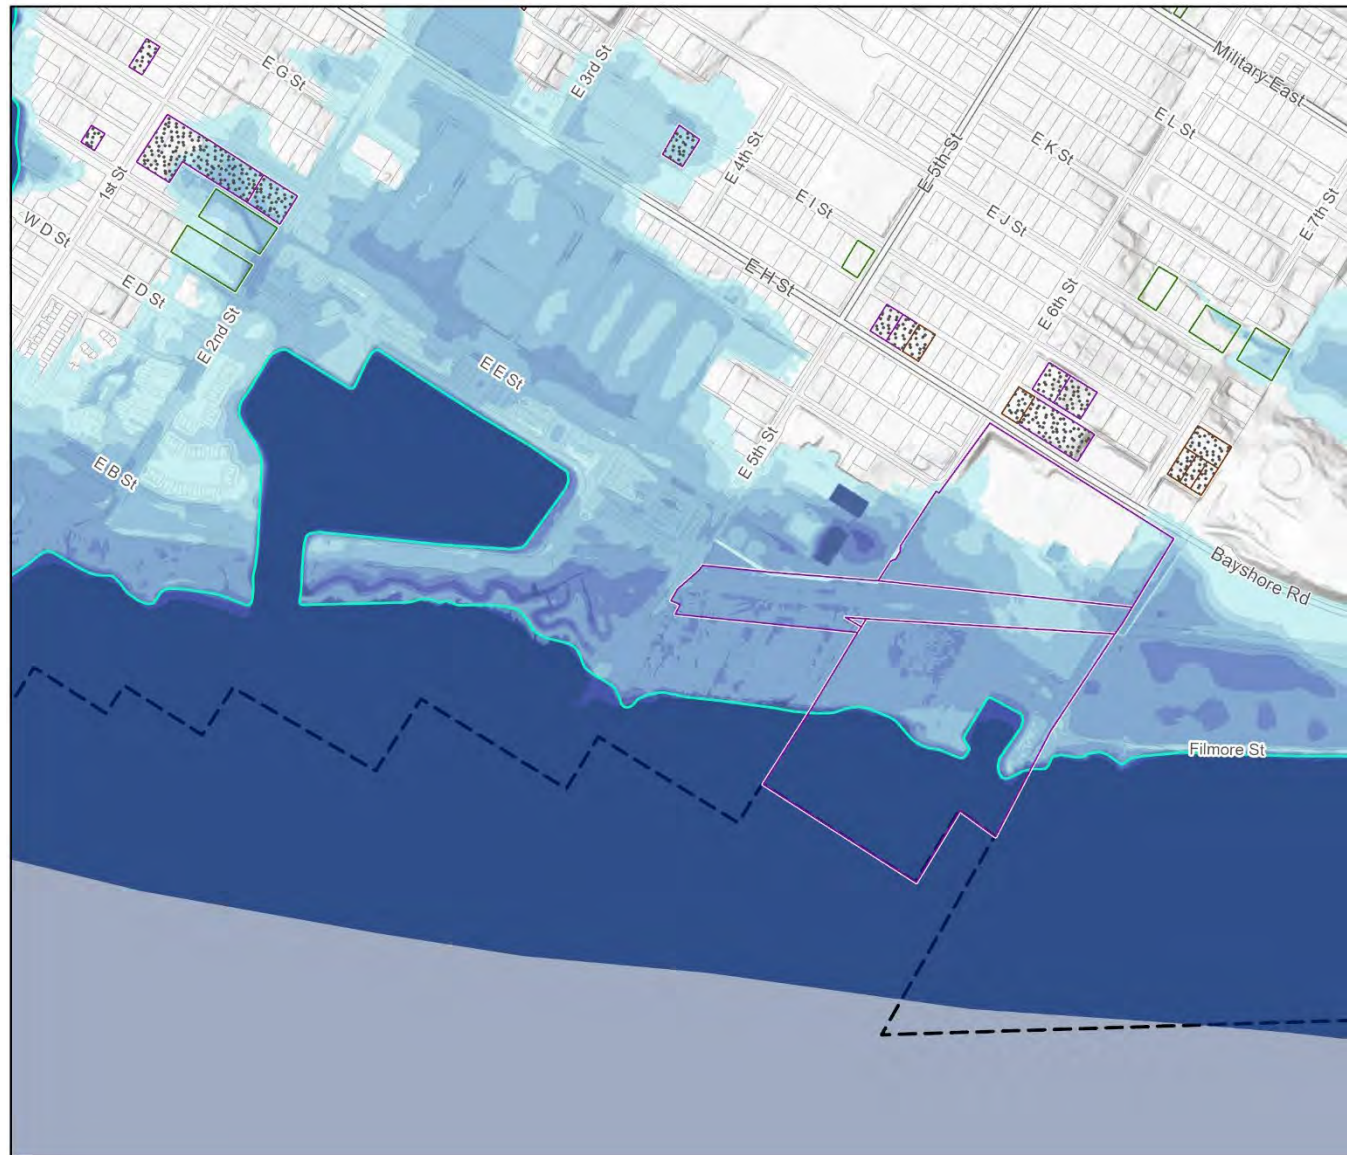 Military East
E 3rd St
E G St
E L St
E K St
E 4th St
E 5th St
1st St
E I St
E J St
E 7th St
W D St
E H St
E D St
E 6th St
E 2nd St
E E St
E 5th St
E B St
Bayshore Rd
Filmore St